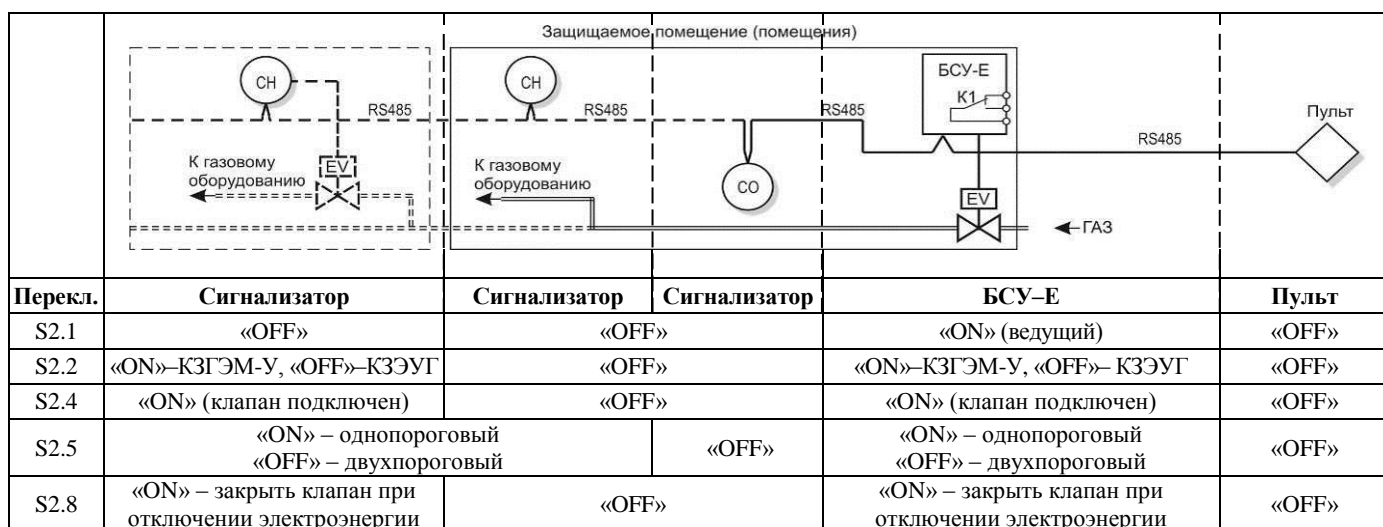 Защищаемое помещение (помещения)
CH
CH
БСУ-Е
K1
RS485
RS485
RS485
RS485
Пульт
К газовому
оборудованию
EV
К газовому
оборудованию
CO
EV
ГАЗ
Перекл. Сигнализатор Сигнализатор Сигнализатор БСУ–Е Пульт
S2.1 «OFF» «OFF» «ON» (ведущий) «OFF»
S2.2 «ON»–КЗГЭМ-У, «OFF»–КЗЭУГ «OFF» «ON»–КЗГЭМ-У, «OFF»– КЗЭУГ «OFF»
S2.4 «ON» (клапан подключен) «OFF» «ON» (клапан подключен) «OFF»
S2.5 «ON» – однопороговый
«OFF» – двухпороговый «OFF» «ON» – однопороговый
«OFF» – двухпороговый «OFF»
S2.8 «ON» – закрыть клапан при
отключении электроэнергии «OFF» «ON» – закрыть клапан при
отключении электроэнергии «OFF»